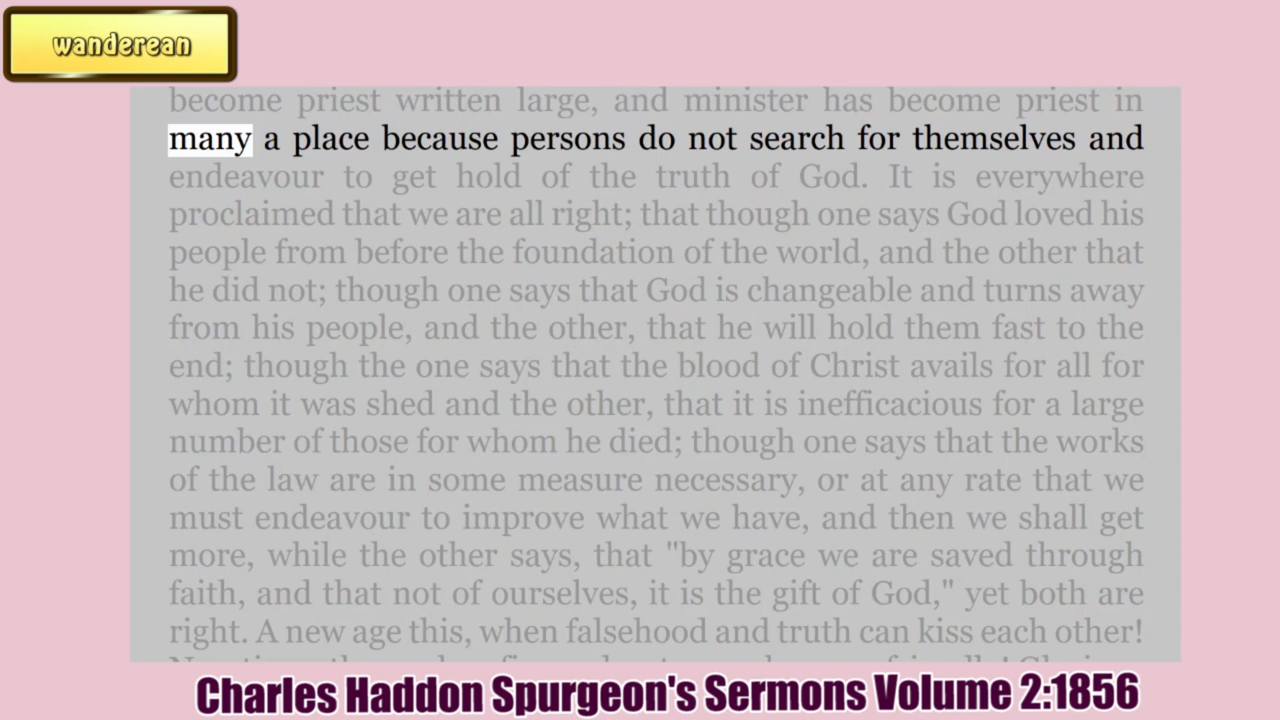 wanderean
become priest written large, and minister has become priest in
many a place because persons do not search for themselves and
endeavour to get hold of the truth of God. It is everywhere
proclaimed that we are all right; that though one says God loved his
people from before the foundation of the world, and the other that
he did not; though one says that God is changeable and turns away
from his people, and the other, that he will hold them fast to the
end; though the one says that the blood of Christ avails for all for
whom it was shed and the other, that it is inefficacious for a large
number of those for whom he died; though one says that the works
of the law are in some measure necessary, or at any rate that we
must endeavour to improve what we have, and then we shall get
more, while the other says, that "by grace we are saved through
faith, and that not of ourselves, it is the gift of God," yet both are
right. A new age this, when falsehood and truth can kiss each other!
Charles Haddon Spurgeon's Sermons Volume 2:1856